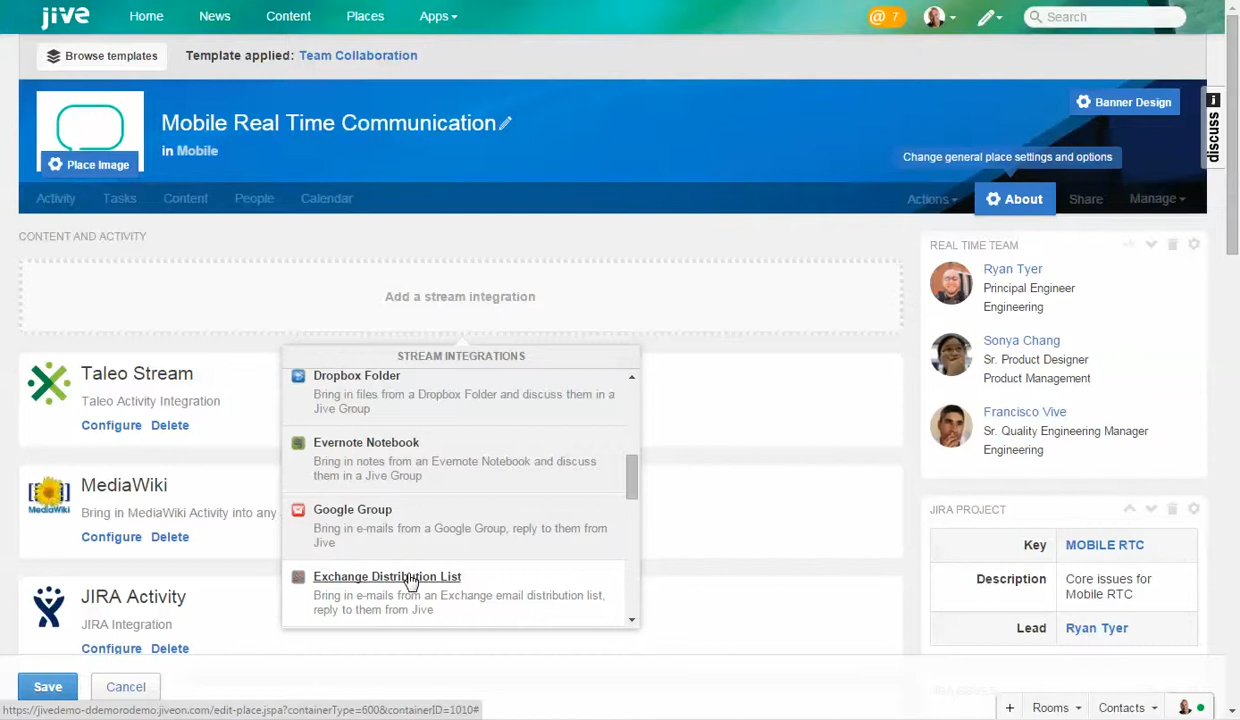 jive
Home News Content Places Apps
@ 7
Search
Browse templates
Template applied: Team Collaboration
Mobile Real Time Communication
in Mobile
Place Image
Banner Design
Change general place settings and options
Activity Tasks Content People Calendar
Actions About Share Manage
discuss
CONTENT AND ACTIVITY
Add a stream integration
STREAM INTEGRATIONS
Dropbox Folder
Bring in files from a Dropbox Folder and discuss them in a
Jive Group
Evernote Notebook
Bring in notes from an Evernote Notebook and discuss
them in a Jive Group
Google Group
Bring in e-mails from a Google Group, reply to them from
Jive
Exchange Distribution List
Bring in e-mails from an Exchange email distribution list,
reply to them from Jive
Taleo Stream
Taleo Activity Integration
Configure Delete
MediaWiki
MediaWiki
Bring in MediaWiki Activity into any
Configure Delete
JIRA Activity
JIRA Integration
Configure Delete
REAL TIME TEAM
Ryan Tyer
Principal Engineer
Engineering
Sonya Chang
Sr. Product Designer
Product Management
Francisco Vive
Sr. Quality Engineering Manager
Engineering
JIRA PROJECT
Key MOBILE RTC
Description Core issues for
Mobile RTC
Lead Ryan Tyer
Save Cancel
https://jivedemo-ddemorodemo.jiveon.com/edit-place.jspa?containerType=600&containerID=1010#
+ Rooms Contacts